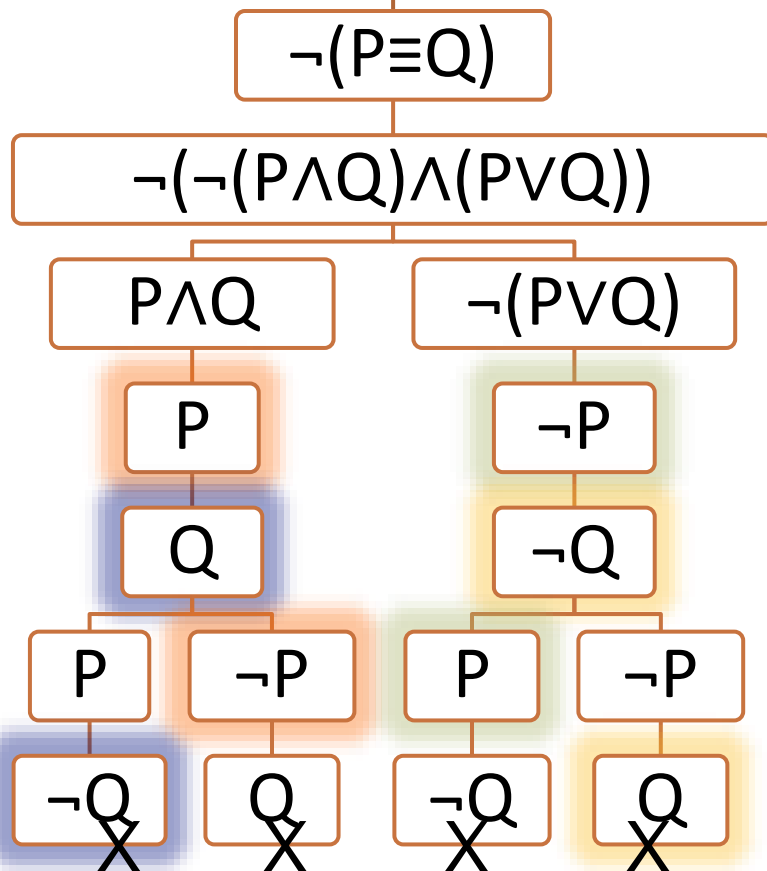 ¬(P≡Q)
¬(¬(P∧Q)∧(P∨Q))
P∧Q ¬(P∨Q)
P ¬P
Q ¬Q
P ¬P P ¬P
¬Q Q ¬Q Q
X X X X